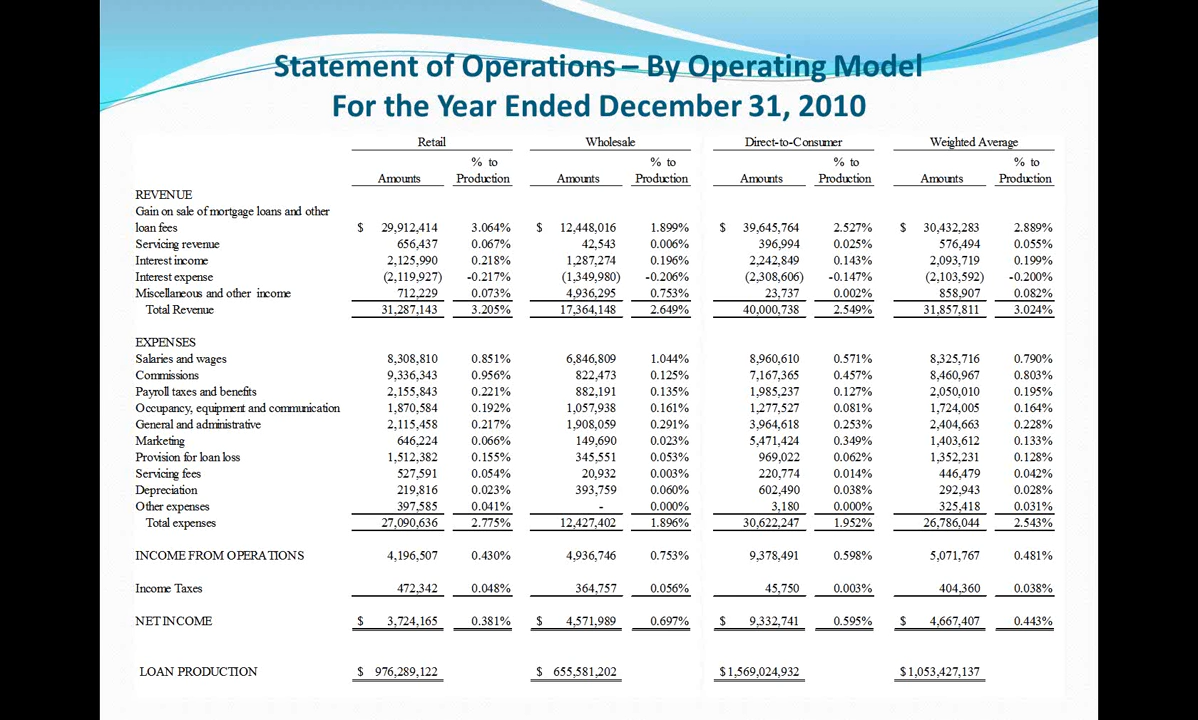 Statement of Operations – By Operating Model
For the Year Ended December 31, 2010
Retail Wholesale Direct-to-Consumer Weighted Average
% to % to % to % to
Amounts Production Amounts Production Amounts Production Amounts Production
REVENUE
Gain on sale of mortgage loans and other
loan fees $ 29,912,414 3.064% $ 12,448,016 1.899% $ 39,645,764 2.527% $ 30,432,283 2.889%
Servicing revenue 656,437 0.067% 42,543 0.006% 396,994 0.025% 576,494 0.055%
Interest income 2,125,990 0.218% 1,287,274 0.196% 2,242,849 0.143% 2,093,719 0.199%
Interest expense (2,119,927) -0.217% (1,349,980) -0.206% (2,308,606) -0.147% (2,103,592) -0.200%
Miscellaneous and other income 712,229 0.073% 4,936,295 0.753% 23,737 0.002% 858,907 0.082%
Total Revenue 31,287,143 3.205% 17,364,148 2.649% 40,000,738 2.549% 31,857,811 3.024%
EXPENSES
Salaries and wages 8,308,810 0.851% 6,846,809 1.044% 8,960,610 0.571% 8,325,716 0.790%
Commissions 9,336,343 0.956% 822,473 0.125% 7,167,365 0.457% 8,460,967 0.803%
Payroll taxes and benefits 2,155,843 0.221% 882,191 0.135% 1,985,237 0.127% 2,050,010 0.195%
Occupancy, equipment and communication 1,870,584 0.192% 1,057,938 0.161% 1,277,527 0.081% 1,724,005 0.164%
General and administrative 2,115,458 0.217% 1,908,059 0.291% 3,964,618 0.253% 2,404,663 0.228%
Marketing 646,224 0.066% 149,690 0.023% 5,471,424 0.349% 1,403,612 0.133%
Provision for loan loss 1,512,382 0.155% 345,551 0.053% 969,022 0.062% 1,352,231 0.128%
Servicing fees 527,591 0.054% 20,932 0.003% 220,774 0.014% 446,479 0.042%
Depreciation 219,816 0.023% 393,759 0.060% 602,490 0.038% 292,943 0.028%
Other expenses 397,585 0.041% - 0.000% 3,180 0.000% 325,418 0.031%
Total expenses 27,090,636 2.775% 12,427,402 1.896% 30,622,247 1.952% 26,786,044 2.543%
INCOME FROM OPERATIONS 4,196,507 0.430% 4,936,746 0.753% 9,378,491 0.598% 5,071,767 0.481%
Income Taxes 472,342 0.048% 364,757 0.056% 45,750 0.003% 404,360 0.038%
NET INCOME $ 3,724,165 0.381% $ 4,571,989 0.697% $ 9,332,741 0.595% $ 4,667,407 0.443%
LOAN PRODUCTION $ 976,289,122 $ 655,581,202 $ 1,569,024,932 $ 1,053,427,137